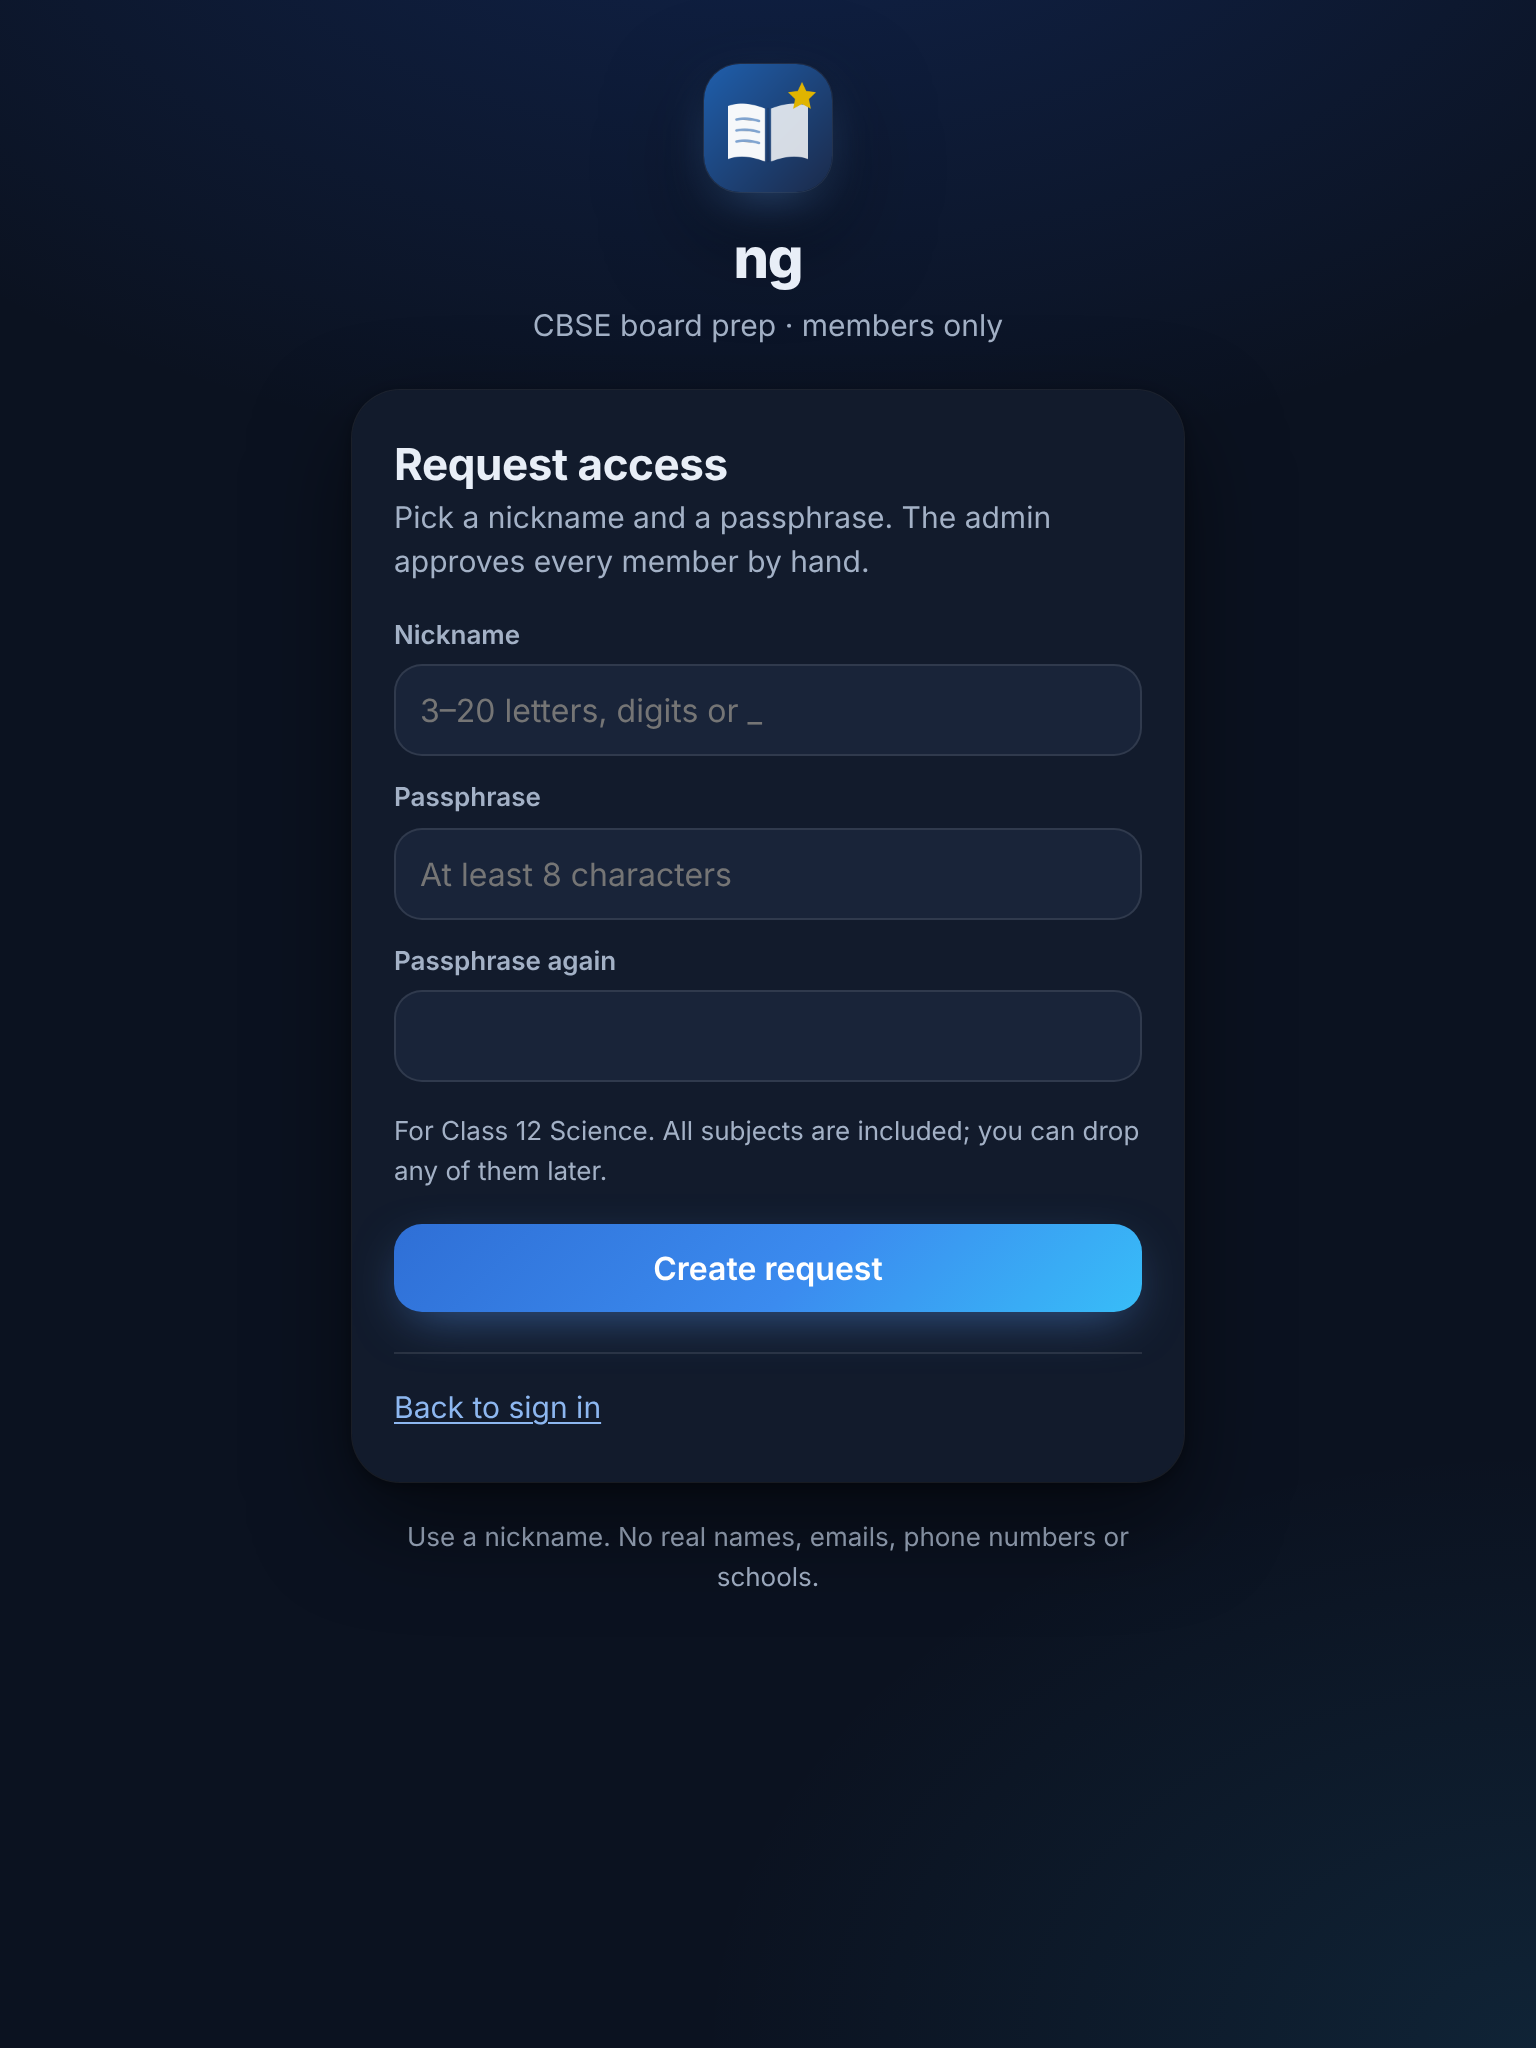 ng
CBSE board prep · members only
Request access
Pick a nickname and a passphrase. The admin
approves every member by hand.
Nickname
3–20 letters, digits or _
Passphrase
At least 8 characters
Passphrase again
For Class 12 Science. All subjects are included; you can drop
any of them later.
Create request
Back to sign in
Use a nickname. No real names, emails, phone numbers or
schools.